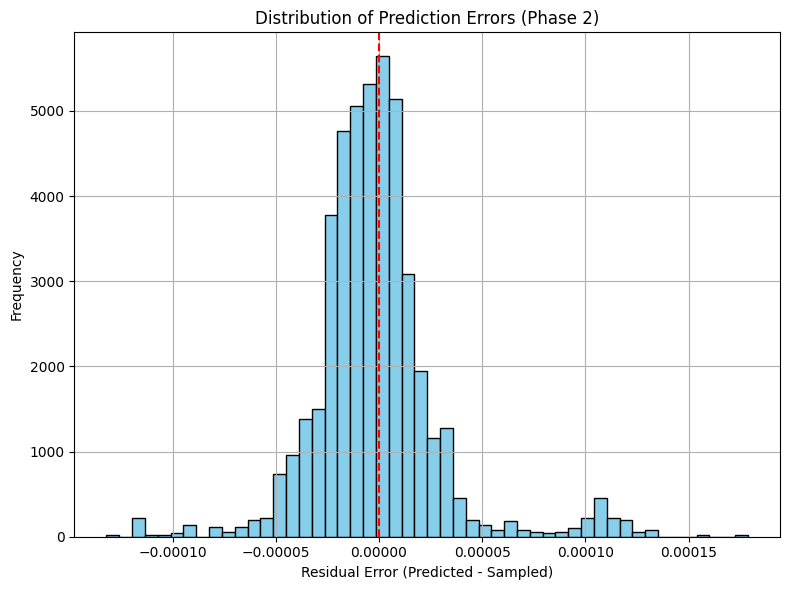 Distribution of Prediction Errors (Phase 2)
Frequency
5000
4000
3000
2000
1000
0
−0.00010 −0.00005 0.00000 0.00005 0.00010 0.00015
Residual Error (Predicted - Sampled)